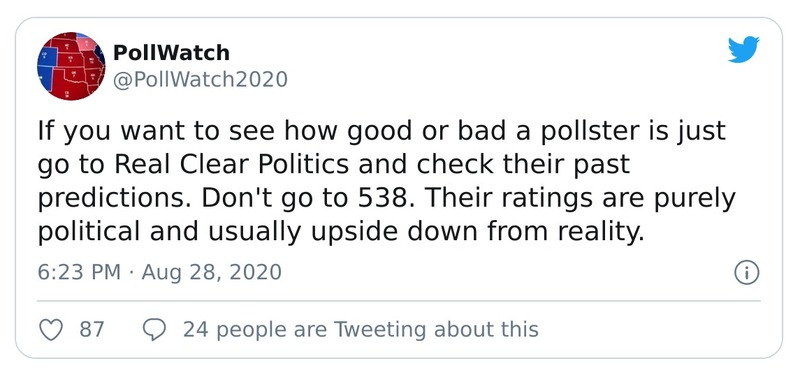 PollWatch
@PollWatch2020
If you want to see how good or bad a pollster is just
go to Real Clear Politics and check their past
predictions. Don't go to 538. Their ratings are purely
political and usually upside down from reality.
6:23 PM · Aug 28, 2020
87
24 people are Tweeting about this